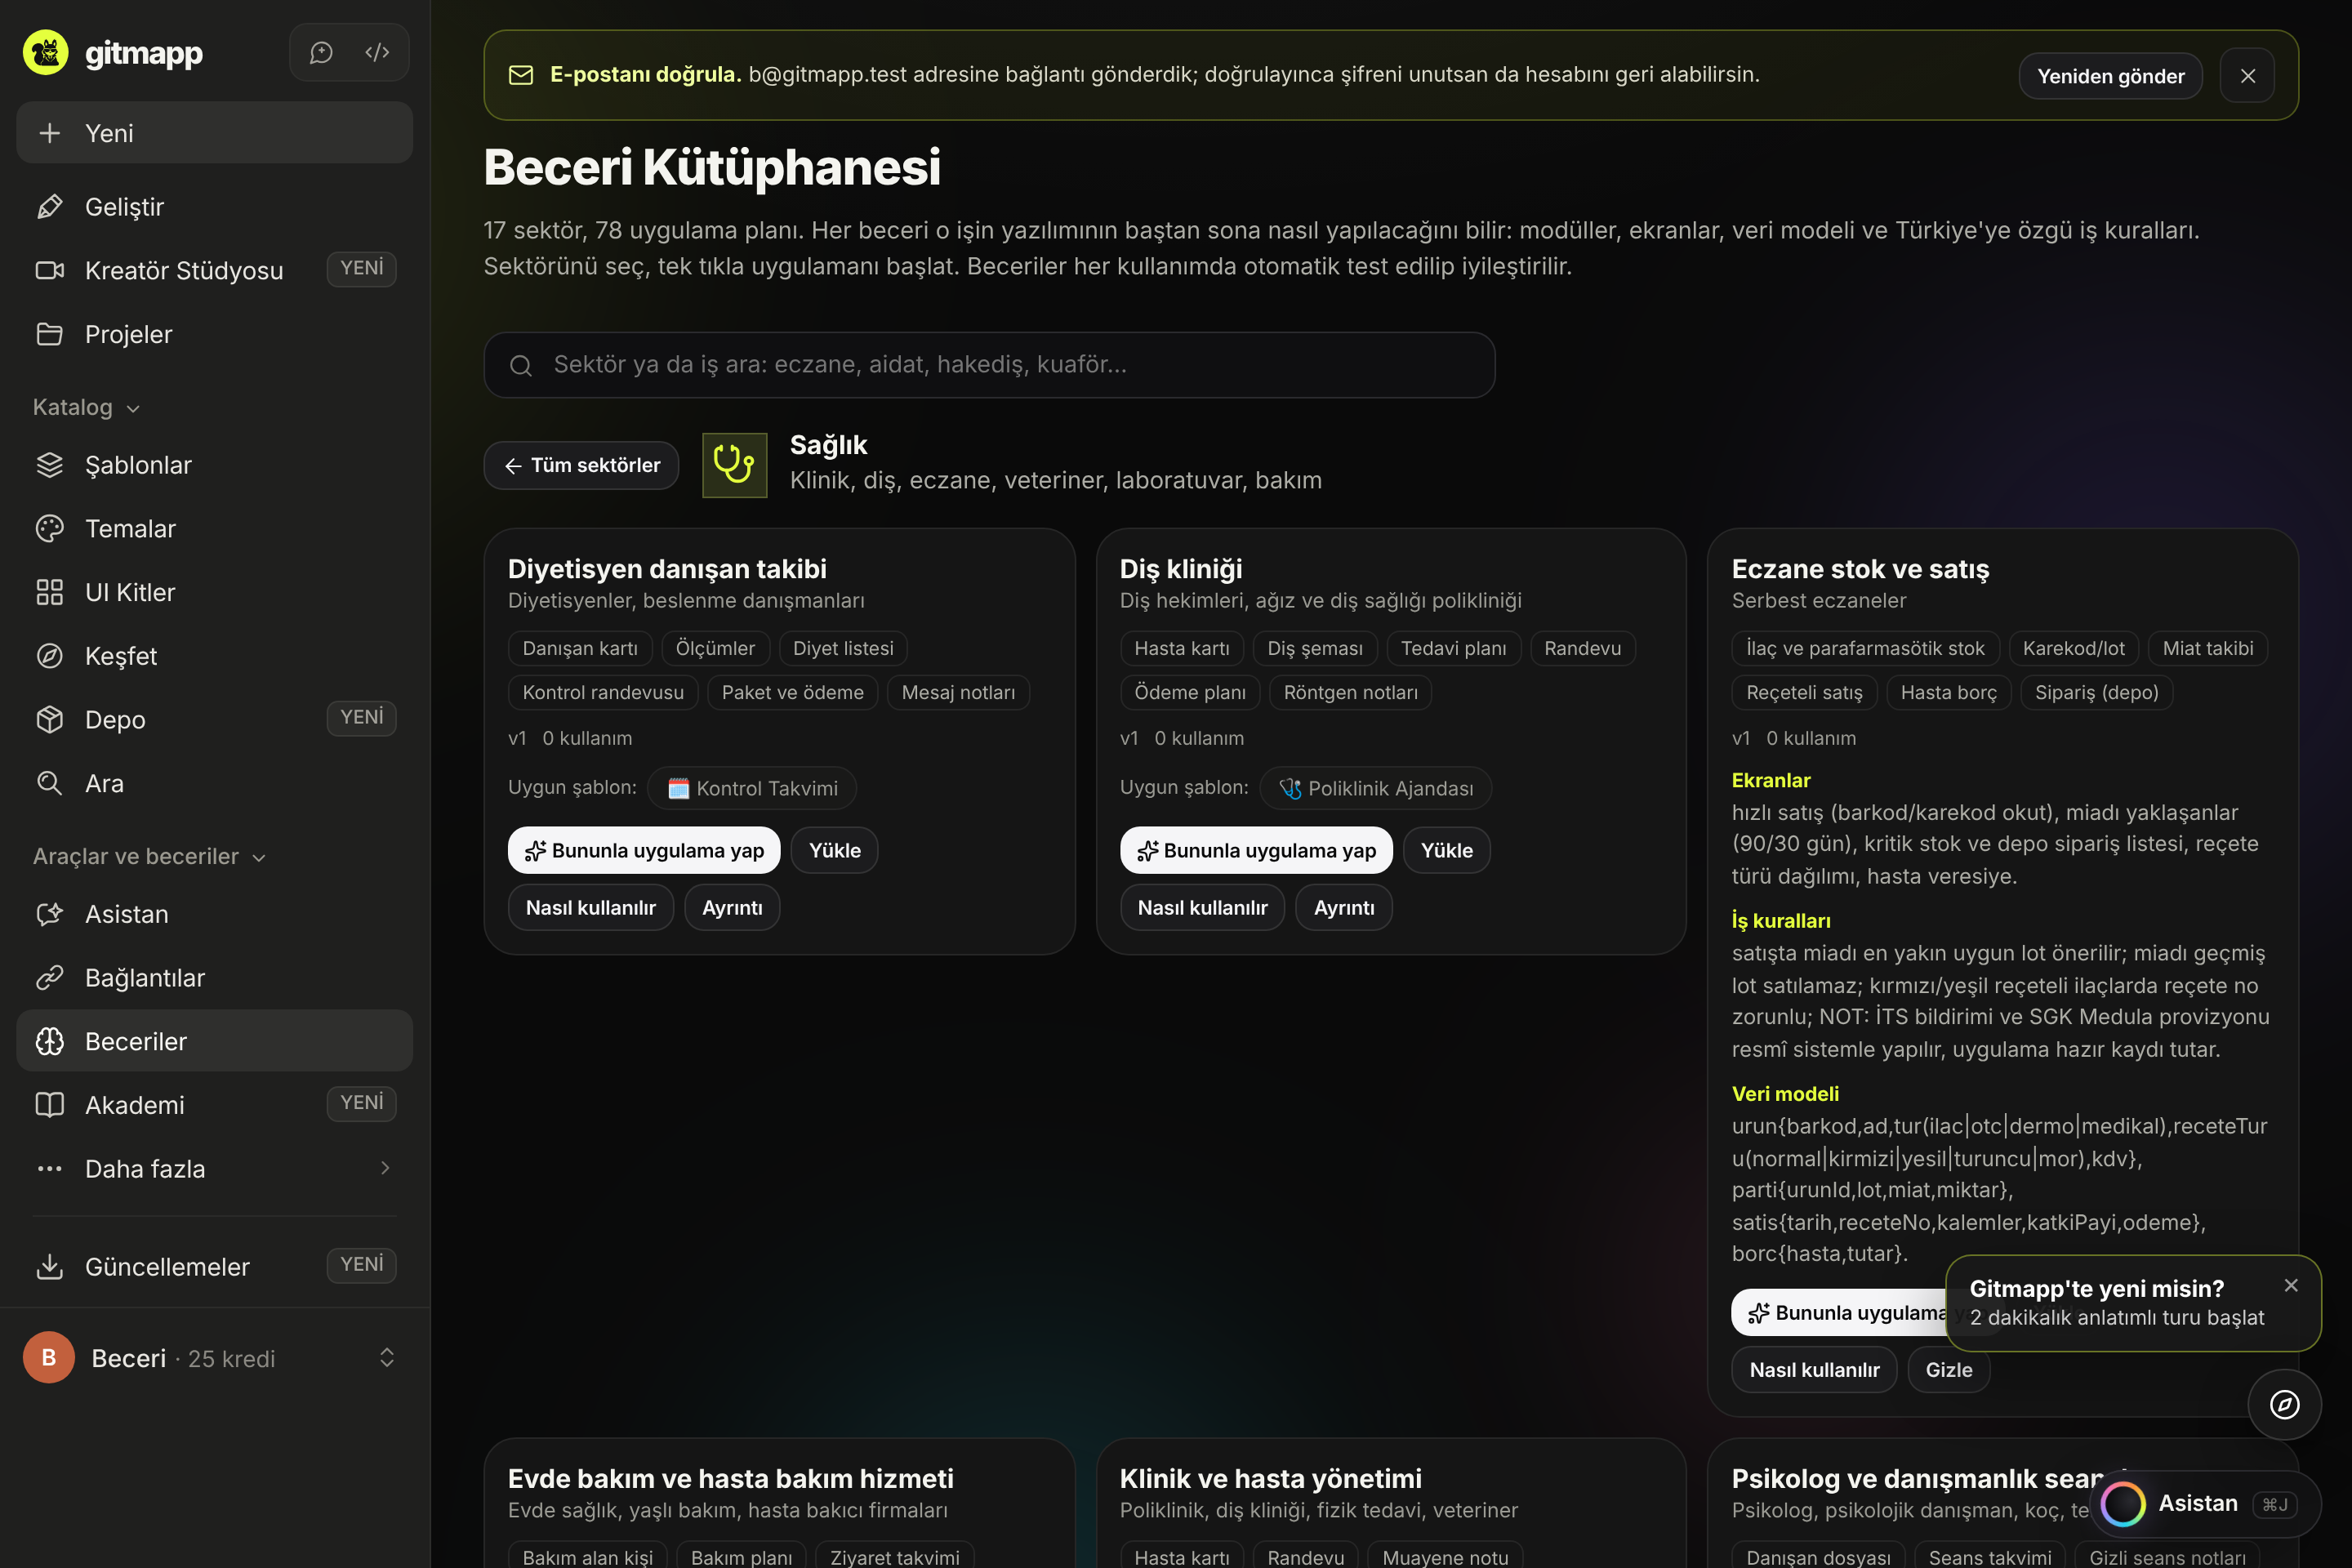 gitmapp
Yeni
Geliştir
Kreatör Stüdyosu YENİ
Projeler
Katalog
Şablonlar
Temalar
UI Kitler
Keşfet
Depo YENİ
Ara
Araçlar ve beceriler
Asistan
Bağlantılar
Beceriler
Akademi YENİ
Daha fazla
Güncellemeler YENİ
B Beceri · 25 kredi
E-postanı doğrula. b@gitmapp.test adresine bağlantı gönderdik; doğrulayınca şifreni unutsan da hesabını geri alabilirsin.
Yeniden gönder
Beceri Kütüphanesi
17 sektör, 78 uygulama planı. Her beceri o işin yazılımının baştan sona nasıl yapılacağını bilir: modüller, ekranlar, veri modeli ve Türkiye'ye özgü iş kuralları.
Sektörünü seç, tek tıkla uygulamanı başlat. Beceriler her kullanımda otomatik test edilip iyileştirilir.
Sektör ya da iş ara: eczane, aidat, hakediş, kuaför...
← Tüm sektörler
Sağlık
Klinik, diş, eczane, veteriner, laboratuvar, bakım
Diyetisyen danışan takibi
Diyetisyenler, beslenme danışmanları
Danışan kartı Ölçümler Diyet listesi
Kontrol randevusu Paket ve ödeme Mesaj notları
v1 0 kullanım
Uygun şablon: Kontrol Takvimi
Bununla uygulama yap Yükle
Nasıl kullanılır Ayrıntı
Diş kliniği
Diş hekimleri, ağız ve diş sağlığı polikliniği
Hasta kartı Diş şeması Tedavi planı Randevu
Ödeme planı Röntgen notları
v1 0 kullanım
Uygun şablon: Poliklinik Ajandası
Bununla uygulama yap Yükle
Nasıl kullanılır Ayrıntı
Eczane stok ve satış
Serbest eczaneler
İlaç ve parafarmasötik stok Karekod/lot Miat takibi
Reçeteli satış Hasta borç Sipariş (depo)
v1 0 kullanım
Ekranlar
hızlı satış (barkod/karekod okut), miadı yaklaşanlar
(90/30 gün), kritik stok ve depo sipariş listesi, reçete
türü dağılımı, hasta veresiye.
İş kuralları
satışta miadı en yakın uygun lot önerilir; miadı geçmiş
lot satılamaz; kırmızı/yeşil reçeteli ilaçlarda reçete no
zorunlu; NOT: İTS bildirimi ve SGK Medula provizyonu
resmî sistemle yapılır, uygulama hazır kaydı tutar.
Veri modeli
urun{barkod,ad,tur(ilac|otc|dermo|medikal),receteTur
u(normal|kirmizi|yesil|turuncu|mor),kdv},
parti{urunId,lot,miat,miktar},
satis{tarih,receteNo,kalemler,katkiPayi,odeme},
borc{hasta,tutar}.
Bununla uygulama
Nasıl kullanılır Gizle
Gitmapp'te yeni misin?
2 dakikalık anlatımlı turu başlat
Evde bakım ve hasta bakım hizmeti
Evde sağlık, yaşlı bakım, hasta bakıcı firmaları
Bakım alan kişi Bakım planı Ziyaret takvimi
Klinik ve hasta yönetimi
Poliklinik, diş kliniği, fizik tedavi, veteriner
Hasta kartı Randevu Muayene notu
Psikolog ve danışmanlık
Psikolog, psikolojik danışman, koç,
Danışan dosyası Seans takvimi Gizli seans notları
Asistan ⌘J